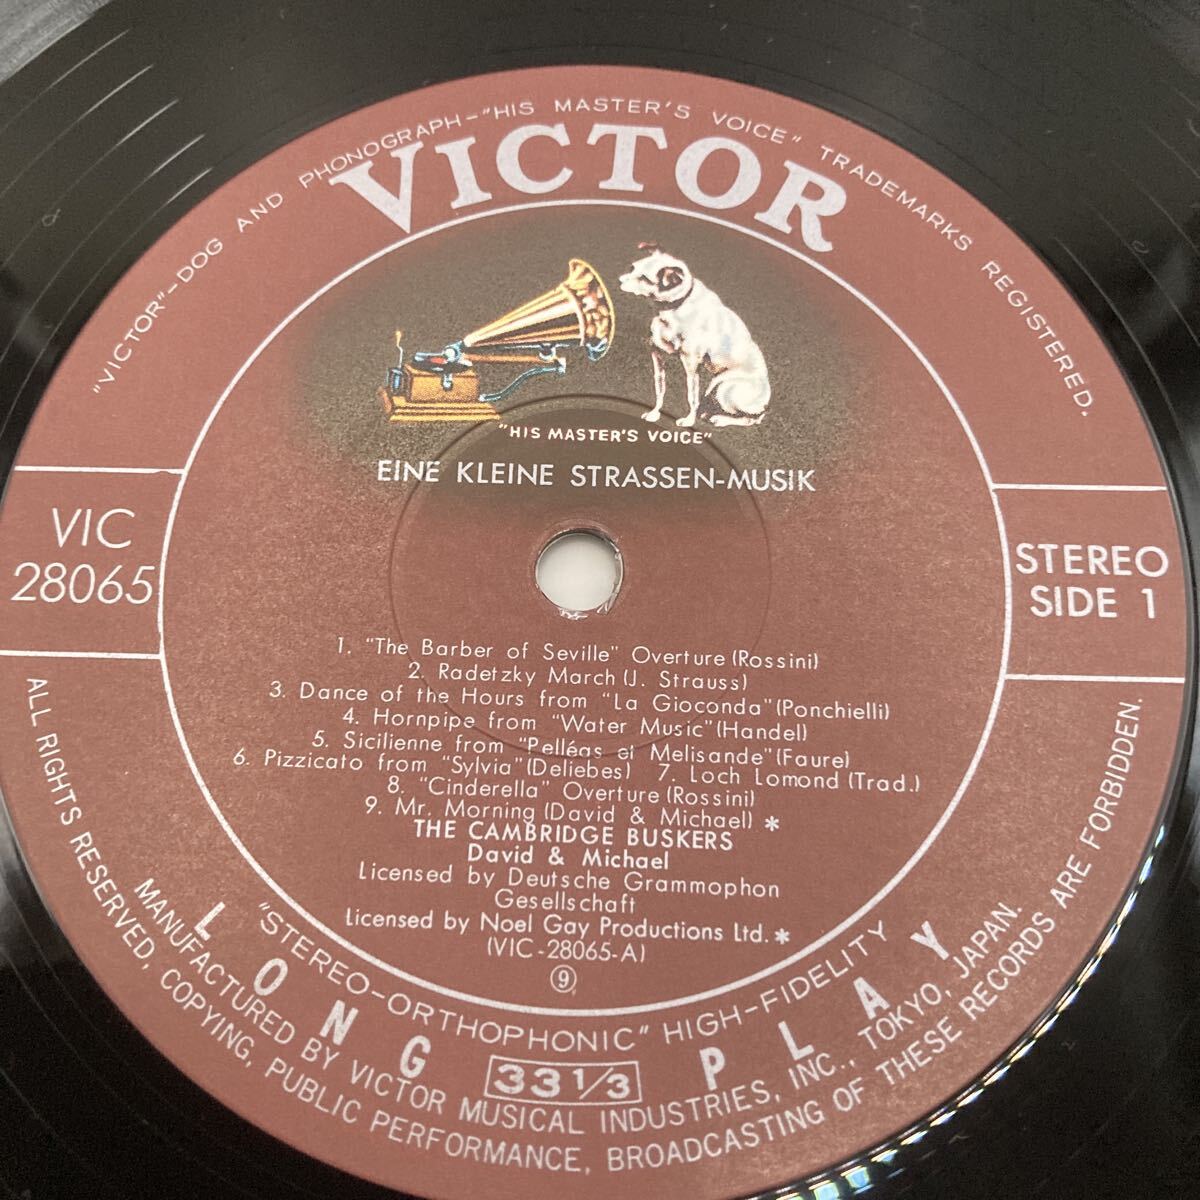 "VICTOR"—DOG AND PHONOGRAPH—"HIS MASTER'S VOICE" TRADEMARKS REGISTERED.
VICTOR
"HIS MASTER'S VOICE"
EINE KLEINE STRASSEN-MUSIK
VIC
28065
STEREO
SIDE 1
1. "The Barber of Seville" Overture (Rossini)
2. Radetzky March (J. Strauss)
3. Dance of the Hours from "La Gioconda" (Ponchielli)
4. Hornpipe from "Water Music" (Handel)
5. Sicilienne from "Pelléas et Melisande" (Faure)
6. Pizzicato from "Sylvia" (Deliebes) 7. Loch Lomond (Trad.)
8. "Cinderella" Overture (Rossini)
9. Mr. Morning (David & Michael) *
THE CAMBRIDGE BUSKERS
David & Michael
Licensed by Deutsche Grammophon
Gesellschaft
Licensed by Noel Gay Productions Ltd. *
(VIC-28065-A)
⑨
"STEREO-ORTHOPHONIC" HIGH-FIDELITY
LONG 33 1/3 PLAY
MANUFACTURED BY VICTOR MUSICAL INDUSTRIES, INC., TOKYO, JAPAN.
ALL RIGHTS RESERVED, COPYING, PUBLIC PERFORMANCE, BROADCASTING OF THESE RECORDS ARE FORBIDDEN.